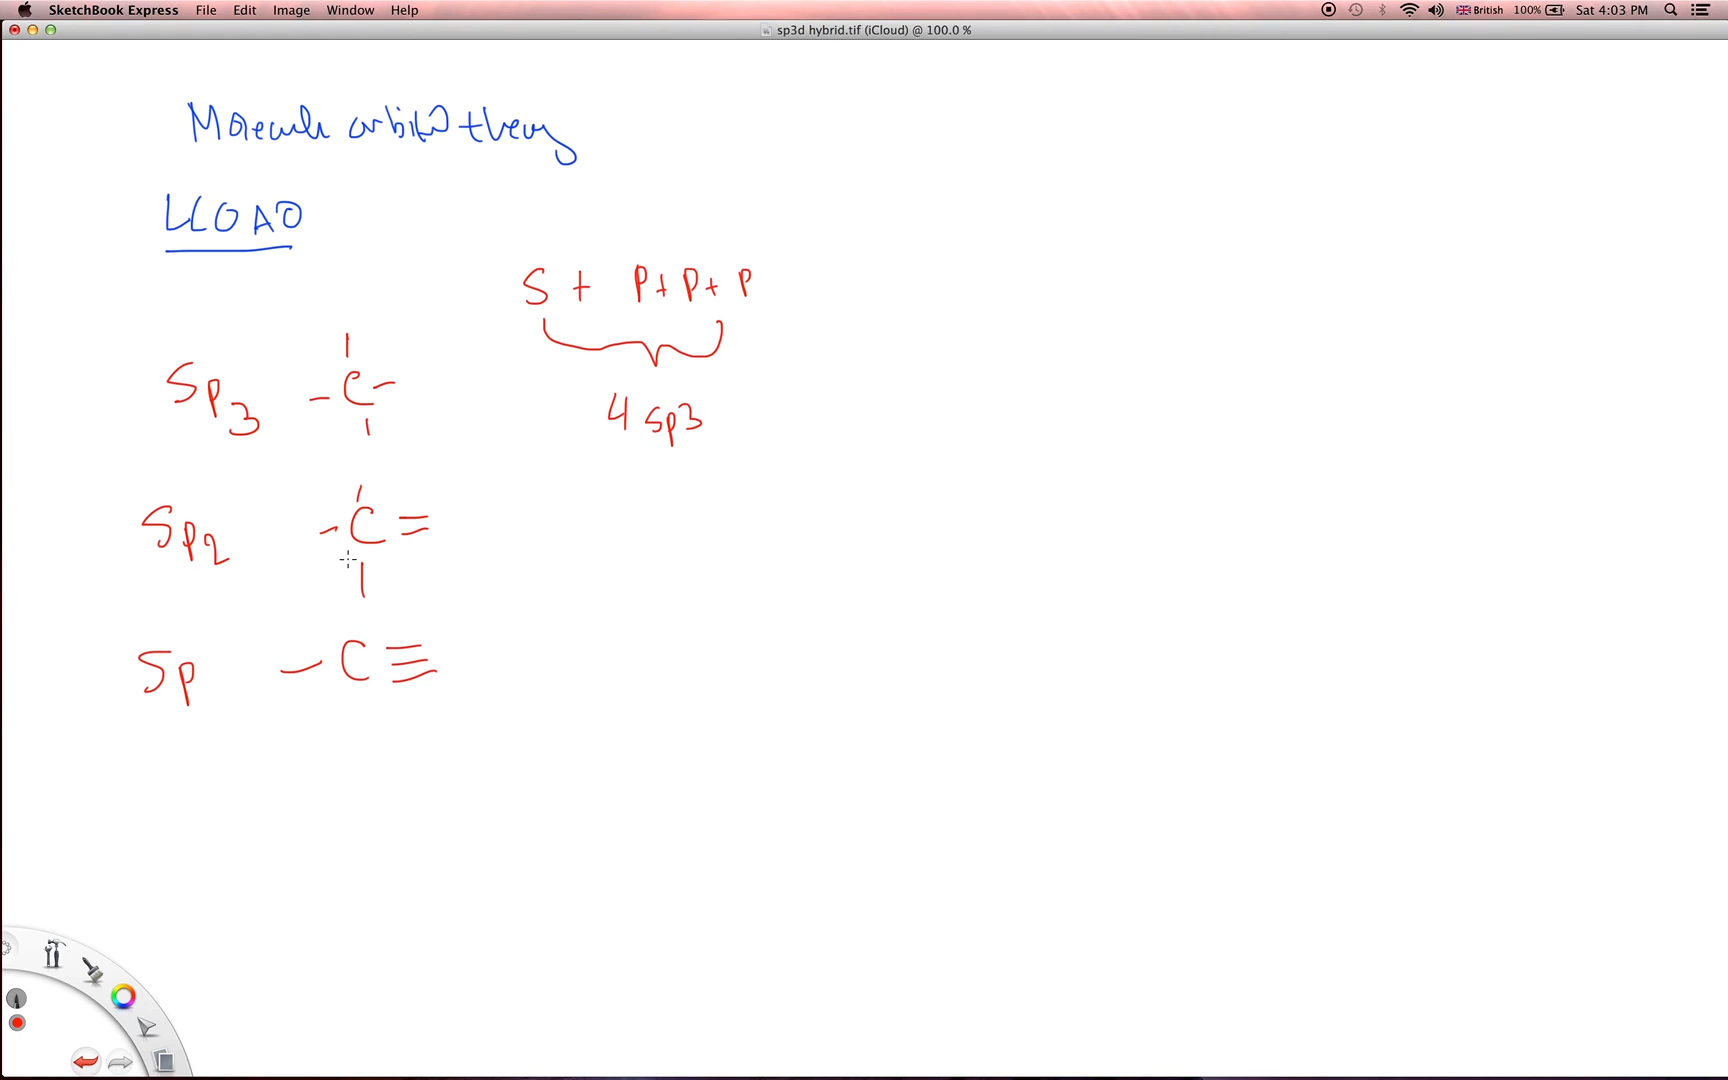 SketchBook Express File Edit Image Window Help
British 100% Sat 4:03 PM
sp3d hybrid.tif (iCloud) @ 100.0 %
Molecule orbital theory
LCOAO
S + P+P+ P
Sp3 -C-
4 sp3
Sp2 -C=
Sp -C≡